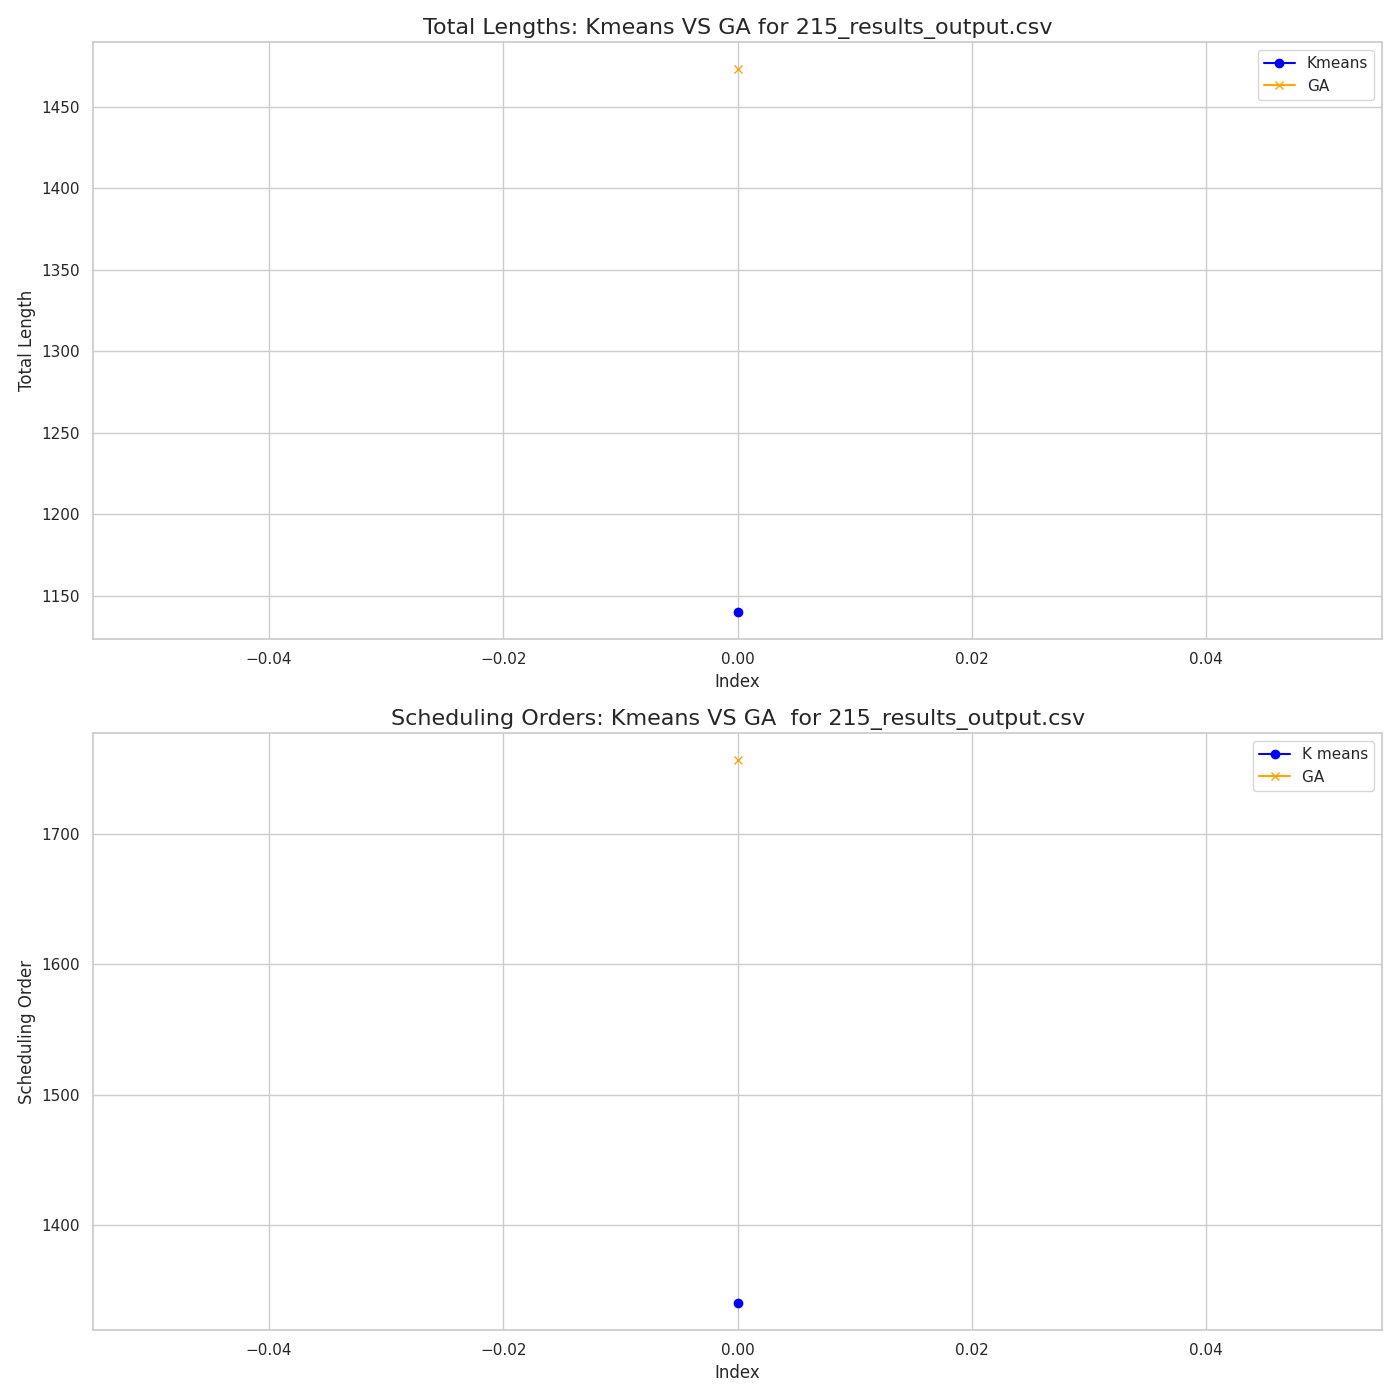 Total Lengths: Kmeans VS GA for 215_results_output.csv
Kmeans
GA
1450
1400
1350
1300
1250
1200
1150
Total Length
−0.04 −0.02 0.00 0.02 0.04
Index
Scheduling Orders: Kmeans VS GA  for 215_results_output.csv
K means
GA
1700
1600
1500
1400
Scheduling Order
−0.04 −0.02 0.00 0.02 0.04
Index